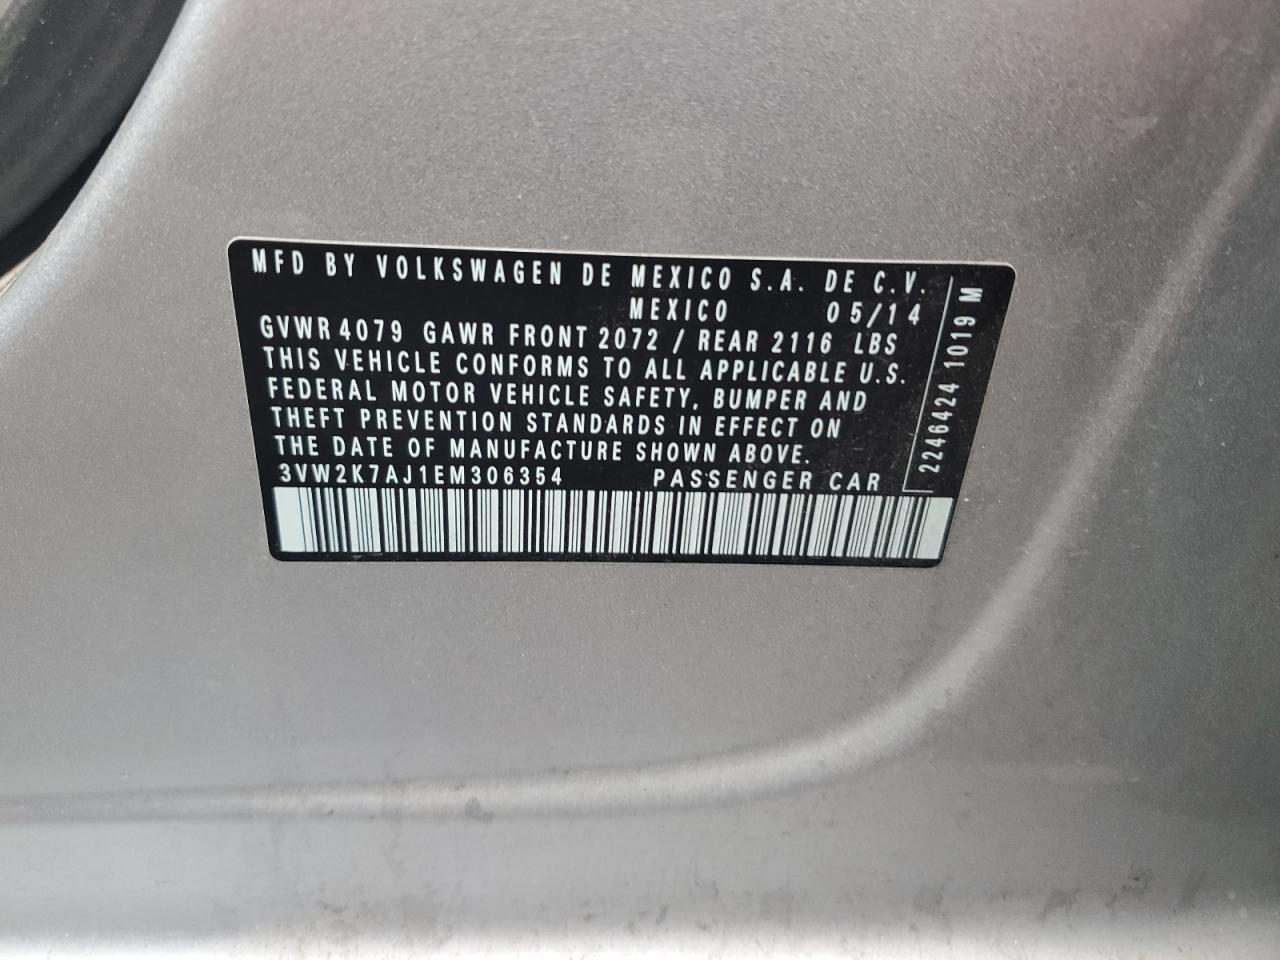 MFD BY VOLKSWAGEN DE MEXICO S.A. DE C.V.
MEXICO 05/14
GVWR 4079 GAWR FRONT 2072 / REAR 2116 LBS
THIS VEHICLE CONFORMS TO ALL APPLICABLE U.S.
FEDERAL MOTOR VEHICLE SAFETY, BUMPER AND
THEFT PREVENTION STANDARDS IN EFFECT ON
THE DATE OF MANUFACTURE SHOWN ABOVE.
3VW2K7AJ1EM306354 PASSENGER CAR
2246424 1019 M